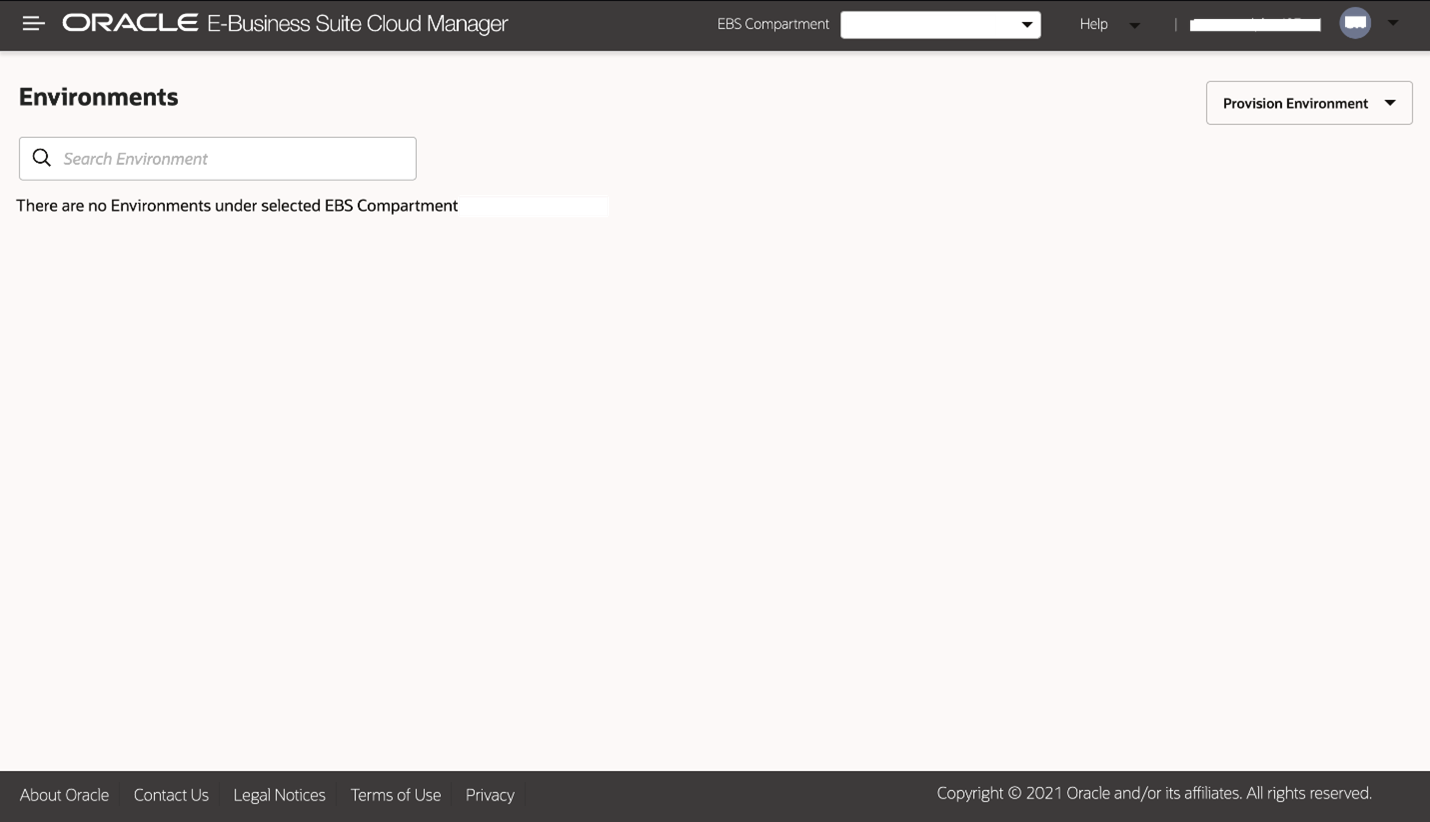 ORACLE E-Business Suite Cloud Manager EBS Compartment Help |
Environments
Provision Environment
Search Environment
There are no Environments under selected EBS Compartment
About Oracle Contact Us Legal Notices Terms of Use Privacy Copyright © 2021 Oracle and/or its affiliates. All rights reserved.